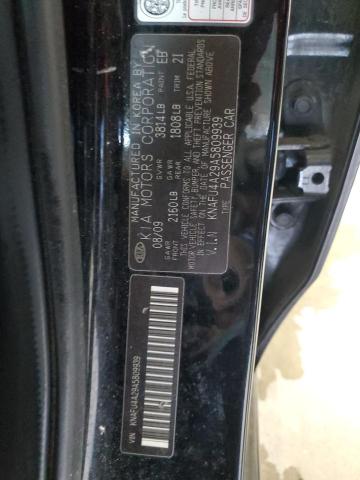 MANUFACTURED IN KOREA BY
KIA MOTORS CORPORATION
08/09
GVWR 3814LB
PAINT EB
GAWR FRONT 2160LB
GAWR REAR 1808LB
TRIM 21
THIS VEHICLE CONFORMS TO ALL APPLICABLE U.S.A. FEDERAL
MOTOR VEHICLE SAFETY, BUMPER, AND THEFT PREVENTION STANDARDS
IN EFFECT ON THE DATE OF MANUFACTURE SHOWN ABOVE
V.I.N KNAFU4A29A5809939
TYPE: PASSENGER CAR
VIN KNAFU4A29A5809939